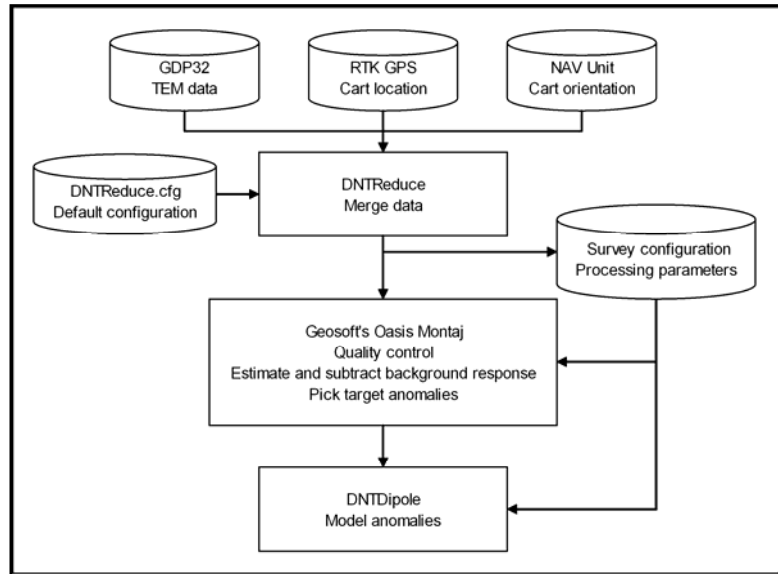 GDP32
TEM data
RTK GPS
Cart location
NAV Unit
Cart orientation
DNTReduce.cfg
Default configuration
DNTReduce
Merge data
Survey configuration
Processing parameters
Geosoft's Oasis Montaj
Quality control
Estimate and subtract background response
Pick target anomalies
DNTDipole
Model anomalies